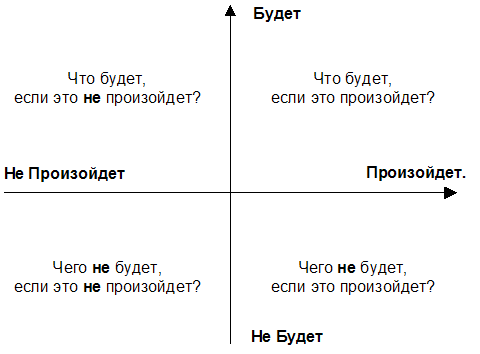 Будет
Что будет,
если это не произойдет?
Что будет,
если это произойдет?
Не Произойдет
Произойдет.
Чего не будет,
если это не произойдет?
Чего не будет,
если это произойдет?
Не Будет